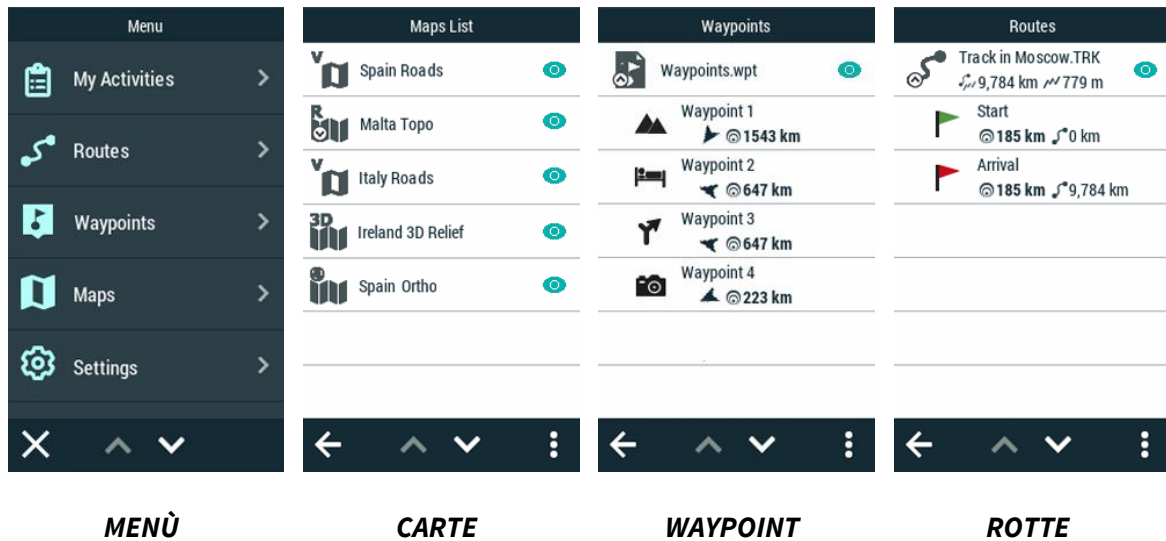 Menu
My Activities
Routes
Waypoints
Maps
Settings
Maps List
V
Spain Roads
R
Malta Topo
V
Italy Roads
3D
Ireland 3D Relief
Spain Ortho
Waypoints
Waypoints.wpt
Waypoint 1
1543 km
Waypoint 2
647 km
Waypoint 3
647 km
Waypoint 4
223 km
Routes
Track in Moscow.TRK
9,784 km 779 m
Start
185 km 0 km
Arrival
185 km 9,784 km
MENÙ
CARTE
WAYPOINT
ROTTE